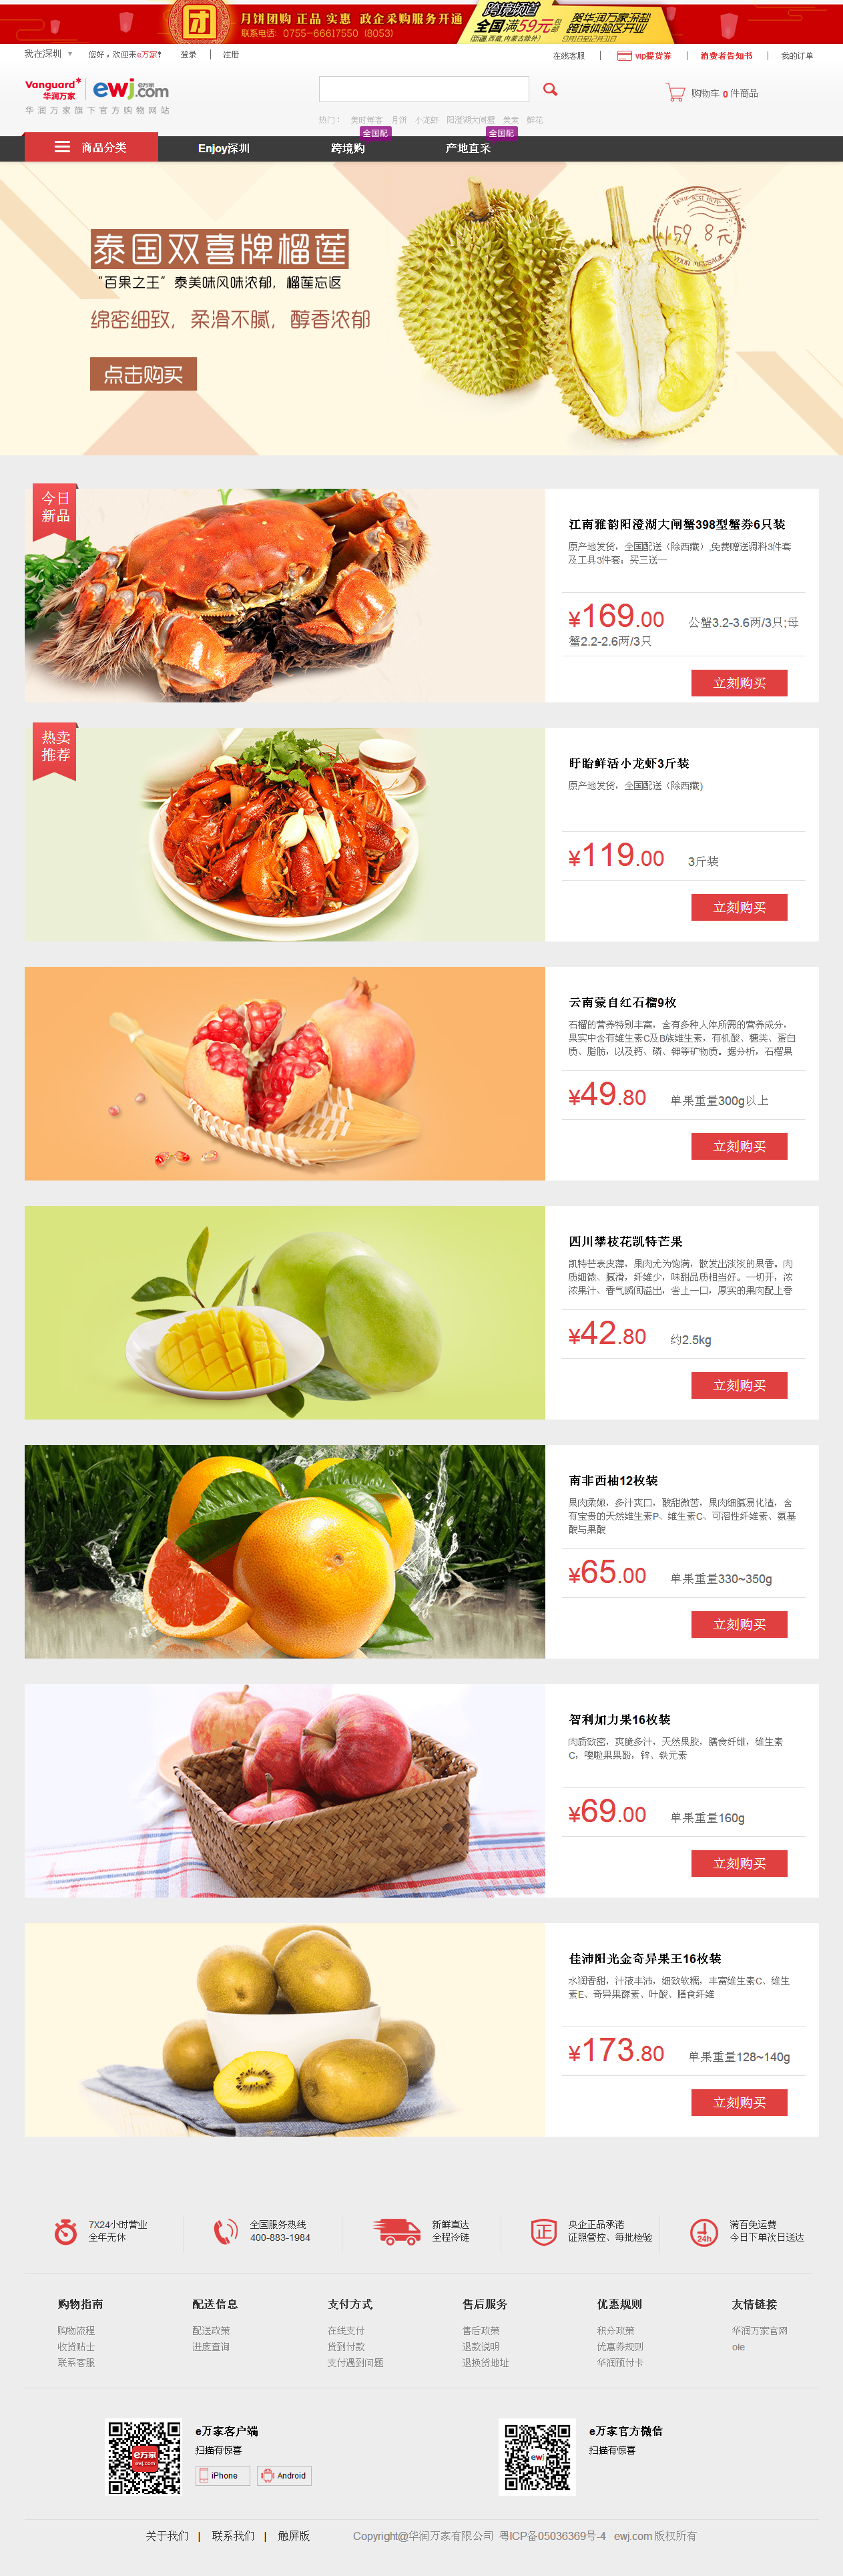 团
月饼团购 正品 实惠 政企采购服务开通
联系电话: 0755-66617550 (8053)
跨境频道
全国满59元包邮
贺华润万家深盐
跨境体验区开业
我在深圳
您好,欢迎来e万家!
登录
注册
在线客服
vip提货券
消费者告知书
我的订单
Vanguard
华润万家
ewj.com
e万家
华润万家旗下官方购物网站
购物车 0 件商品
热门:
月饼 小龙虾 阳澄湖大闸蟹 美素 鲜花
商品分类
Enjoy深圳
跨境购
全国配
产地直采
全国配
泰国双喜牌榴莲
“百果之王”泰美味风味浓郁,榴莲忘返
绵密细致,柔滑不腻,醇香浓郁
点击购买
159.8元
YOUR MESSAGE
今日
新品
江南雅韵阳澄湖大闸蟹398型蟹券6只装
原产地发货,全国配送(除西藏),免费赠送调料3件套
及工具3件套;买三送一
¥169.00 公蟹3.2-3.6两/3只;母
蟹2.2-2.6两/3只
立刻购买
热卖
推荐
盱眙鲜活小龙虾3斤装
原产地发货,全国配送(除西藏)
¥119.00 3斤装
立刻购买
云南蒙自红石榴9枚
石榴的营养特别丰富,含有多种人体所需的营养成分,
果实中含有维生素C及B族维生素,有机酸、糖类、蛋白
质、脂肪,以及钙、磷、钾等矿物质。据分析,石榴果
¥49.80 单果重量300g以上
立刻购买
四川攀枝花凯特芒果
凯特芒表皮薄,果肉尤为饱满,散发出淡淡的果香。肉
质细微、腻滑,纤维少,味甜品质相当好。一切开,浓
浓果汁、香气瞬间溢出,尝上一口,厚实的果肉配上香
¥42.80 约2.5kg
立刻购买
南非西柚12枚装
果肉柔嫩,多汁爽口,酸甜微苦,果肉细腻易化渣,含
有宝贵的天然维生素P、维生素C、可溶性纤维素、氨基
酸与果酸
¥65.00 单果重量330~350g
立刻购买
智利加力果16枚装
肉质致密,爽脆多汁,天然果胶,膳食纤维,维生素
C,嘎啦果果酚,锌、铁元素
¥69.00 单果重量160g
立刻购买
佳沛阳光金奇异果王16枚装
水润香甜,汁液丰沛,细致软糯,丰富维生素C、维生
素E、奇异果酵素、叶酸、膳食纤维
¥173.80 单果重量128~140g
立刻购买
7X24小时营业
全年无休
全国服务热线
400-883-1984
新鲜直达
全程冷链
正
央企正品承诺
证照管控、每批检验
24h
满百免运费
今日下单次日送达
购物指南
购物流程
收货贴士
联系客服
配送信息
配送政策
进度查询
支付方式
在线支付
货到付款
支付遇到问题
售后服务
售后政策
退款说明
退换货地址
优惠规则
积分政策
优惠券规则
华润预付卡
友情链接
华润万家官网
ole
e万家
ewj.com
e万家客户端
扫描有惊喜
iPhone
Android
ewj
e万家官方微信
扫描有惊喜
关于我们 | 联系我们 | 触屏版 Copyright@华润万家有限公司 粤ICP备05036369号-4 ewj.com 版权所有